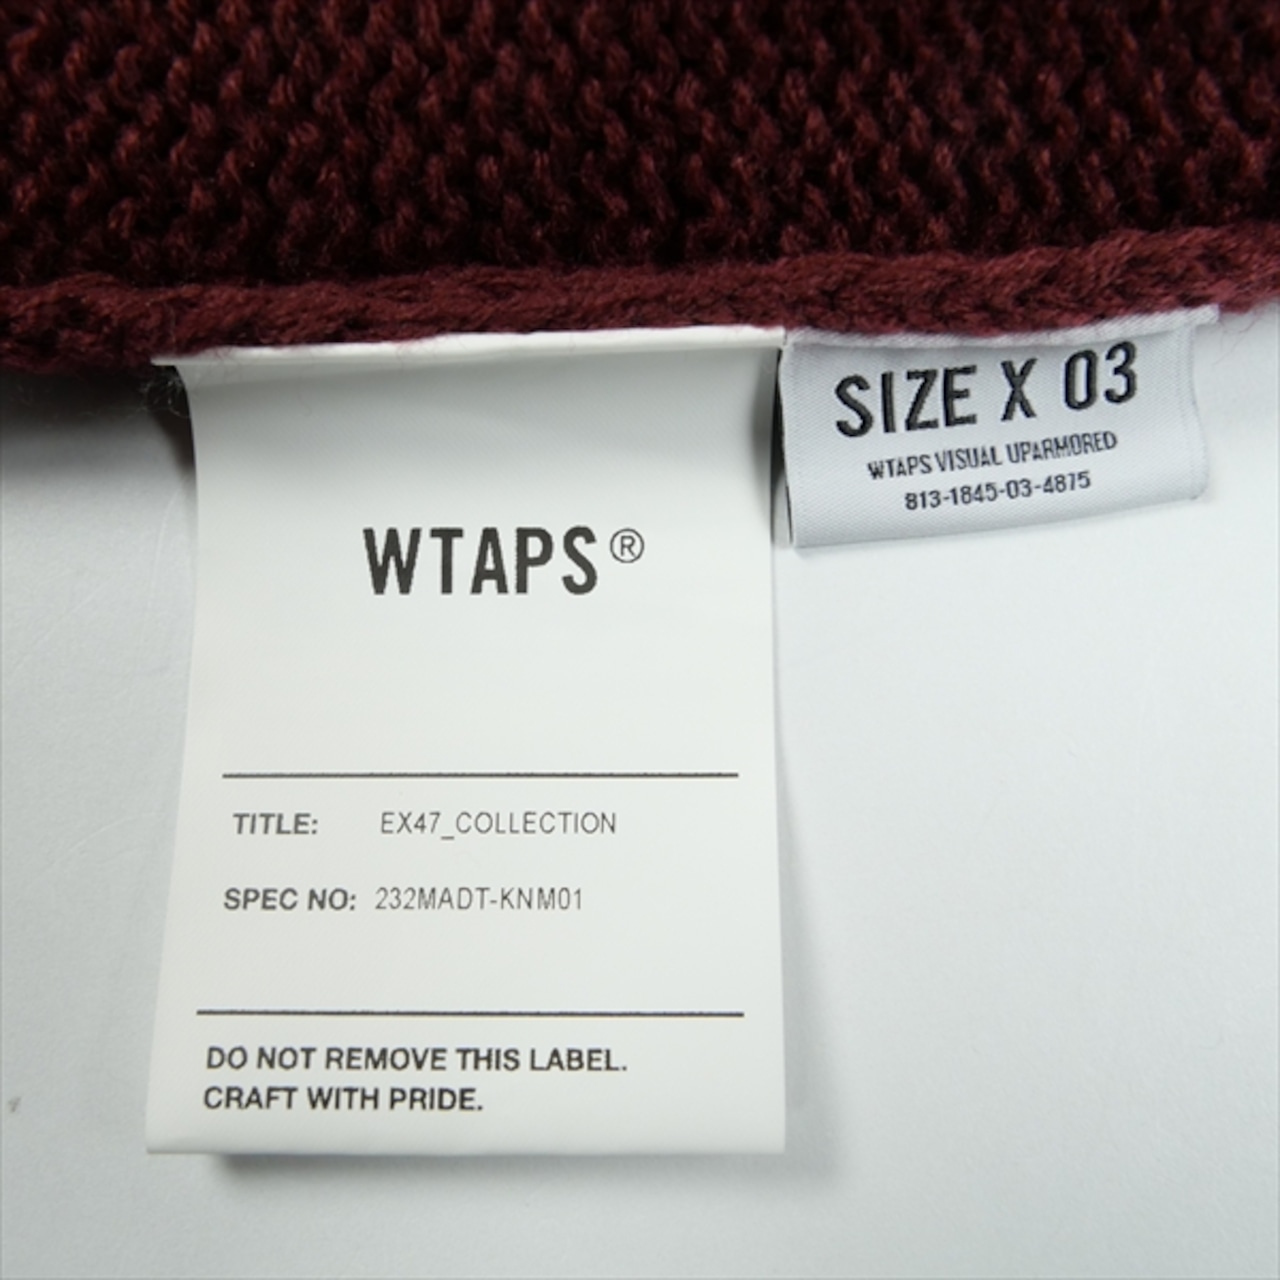 SIZE X 03
WTAPS VISUAL UPARMORED
813-1845-03-4875
WTAPS®
TITLE: EX47_COLLECTION
SPEC NO: 232MADT-KNM01
DO NOT REMOVE THIS LABEL.
CRAFT WITH PRIDE.